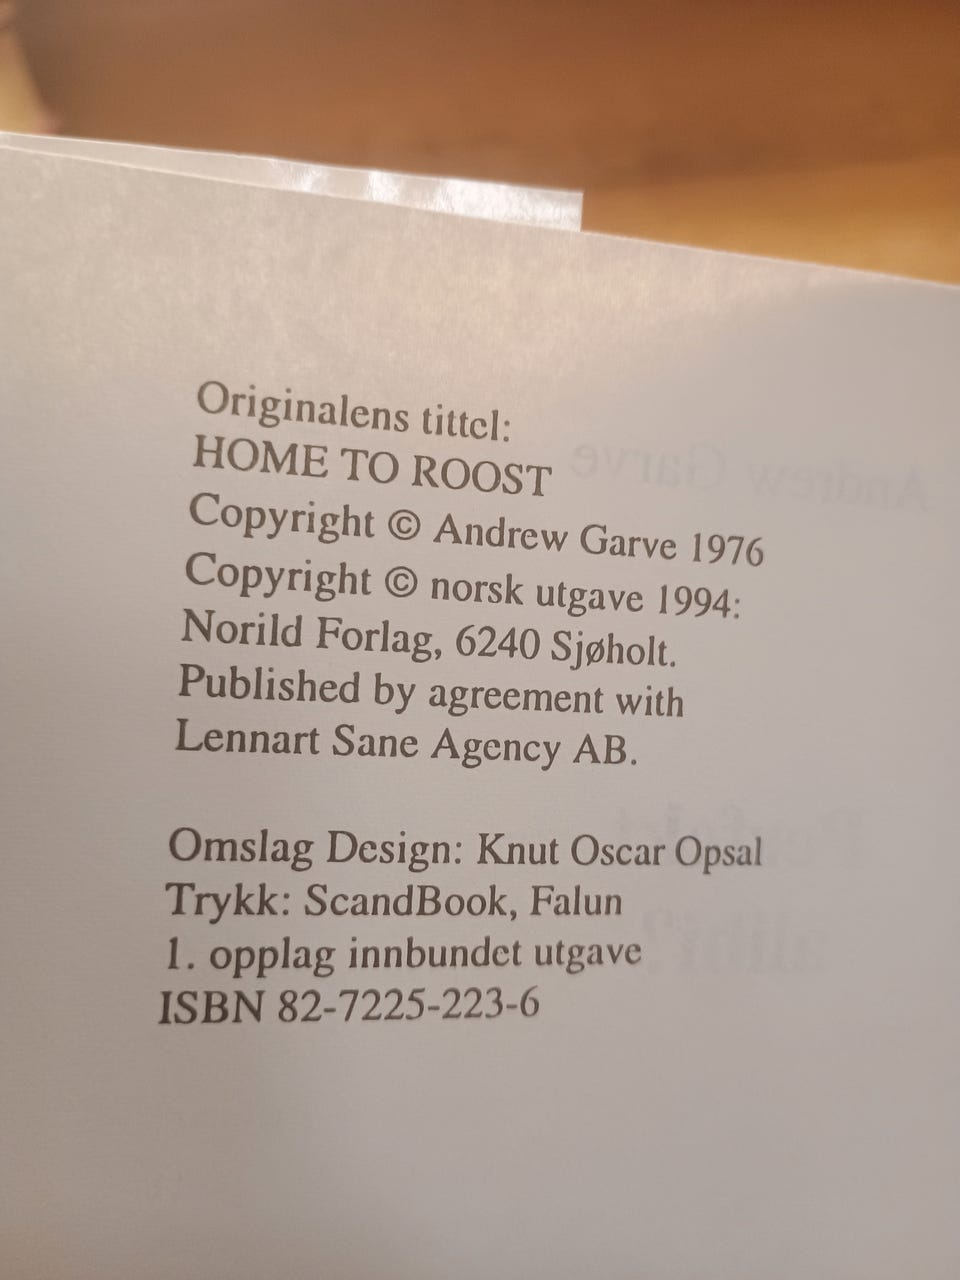 Originalens tittel:
HOME TO ROOST
Copyright © Andrew Garve 1976
Copyright © norsk utgave 1994:
Norild Forlag, 6240 Sjøholt.
Published by agreement with
Lennart Sane Agency AB.
Omslag Design: Knut Oscar Opsal
Trykk: ScandBook, Falun
1. opplag innbundet utgave
ISBN 82-7225-223-6